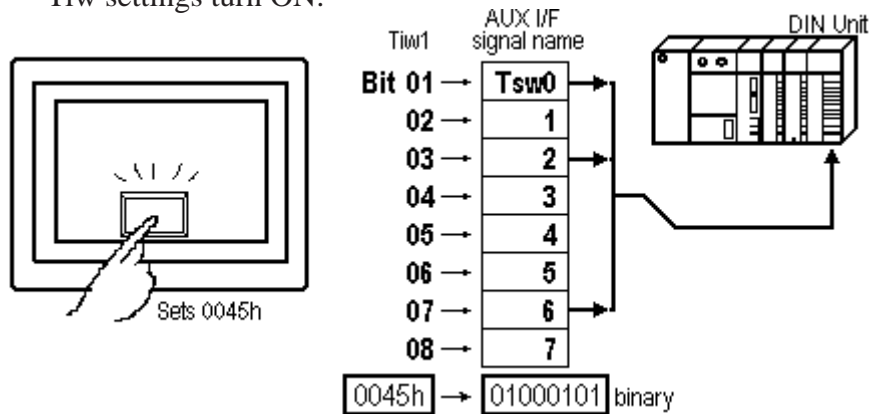 Tiw settings turn ON.
Tiw1
AUX I/F
signal name
DIN Unit
Bit 01 → Tsw0
02 → 1
03 → 2
04 → 3
05 → 4
06 → 5
07 → 6
08 → 7
Sets 0045h
0045h → 01000101 binary